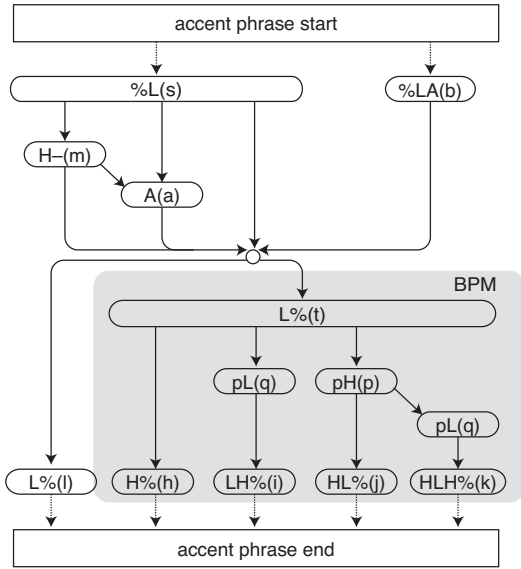 accent phrase start
%L(s)
%LA(b)
H–(m)
A(a)
BPM
L%(t)
pL(q)
pH(p)
pL(q)
L%(l)
H%(h)
LH%(i)
HL%(j)
HLH%(k)
accent phrase end